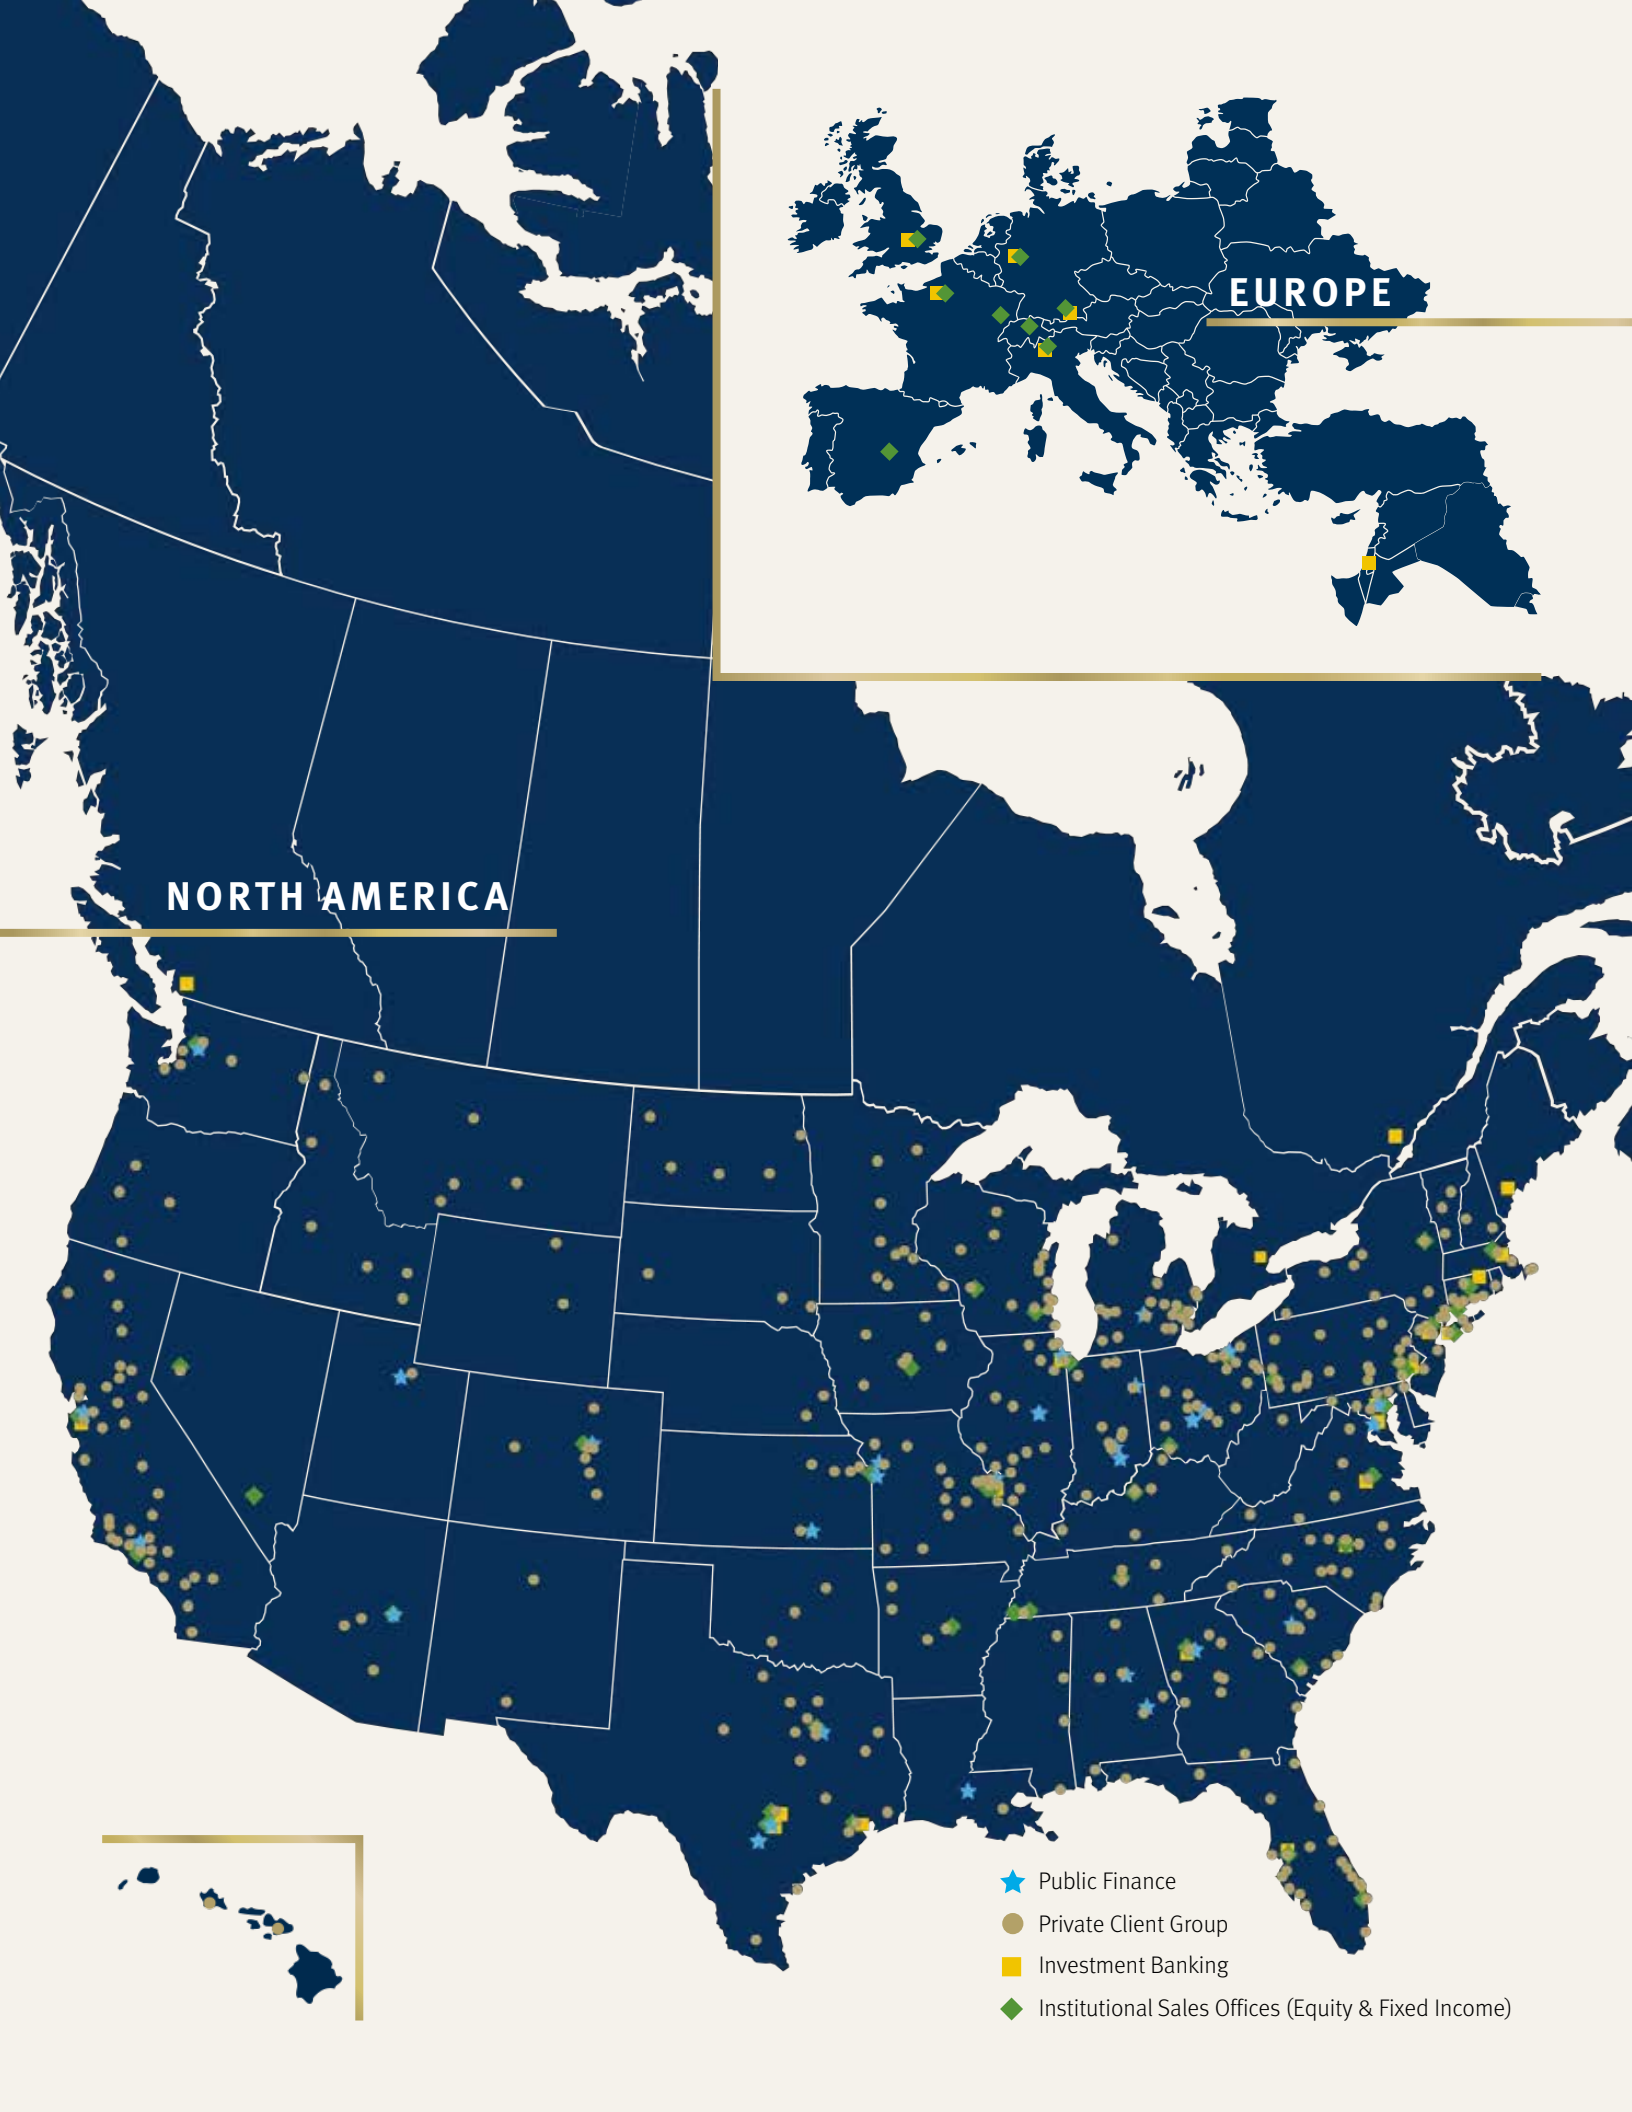 EUROPE
NORTH AMERICA
Public Finance
Private Client Group
Investment Banking
Institutional Sales Offices (Equity & Fixed Income)